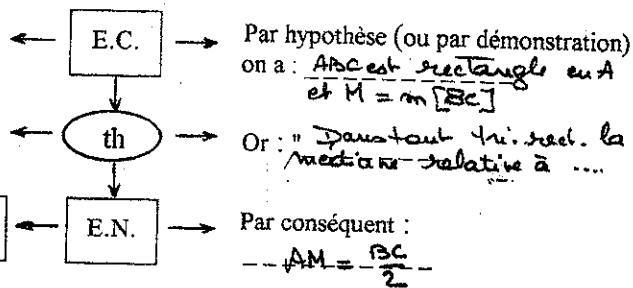 E.C.
Par hypothèse (ou par démonstration)
on a : ABC est rectangle en A
et M = m [BC]
th
Or : " Dans tout tri. rect. la
médiane relative à ....
E.N.
Par conséquent :
-- AM = BC/2 -